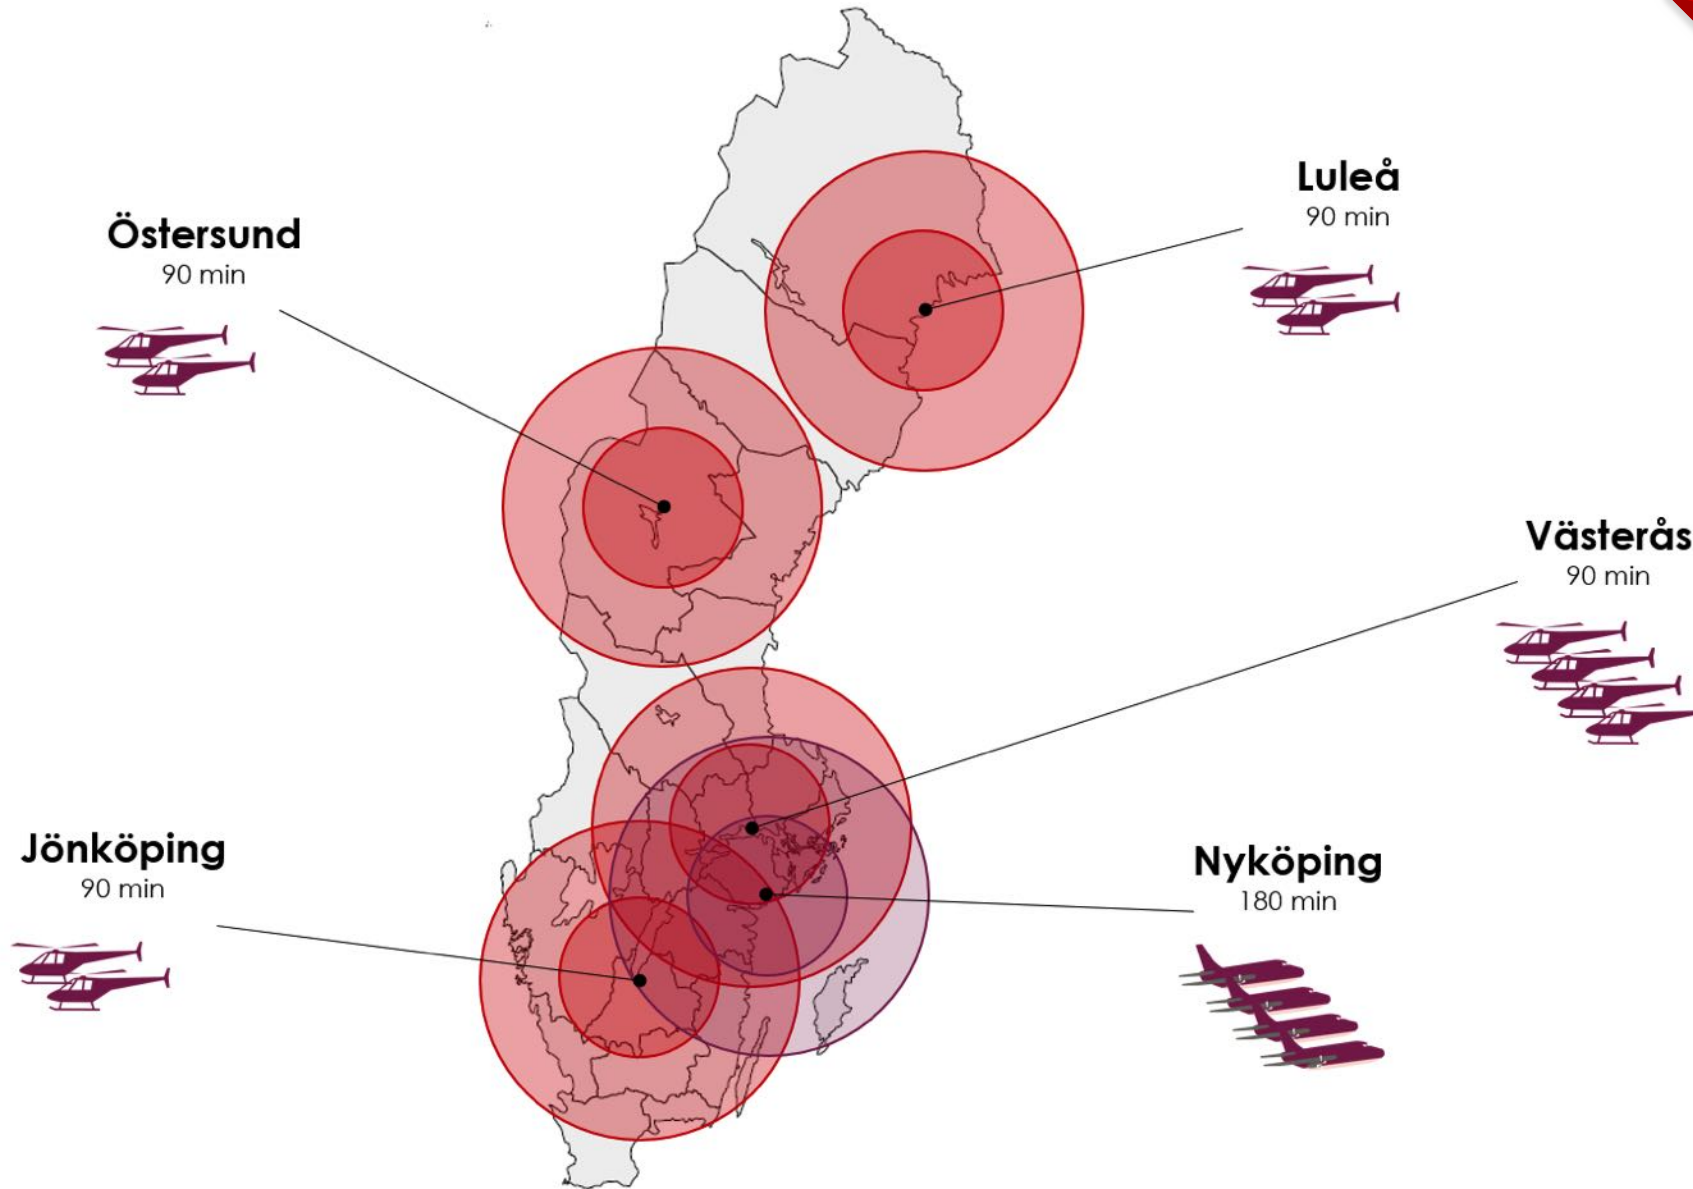 Luleå
90 min
Östersund
90 min
Västerås
90 min
Jönköping
90 min
Nyköping
180 min